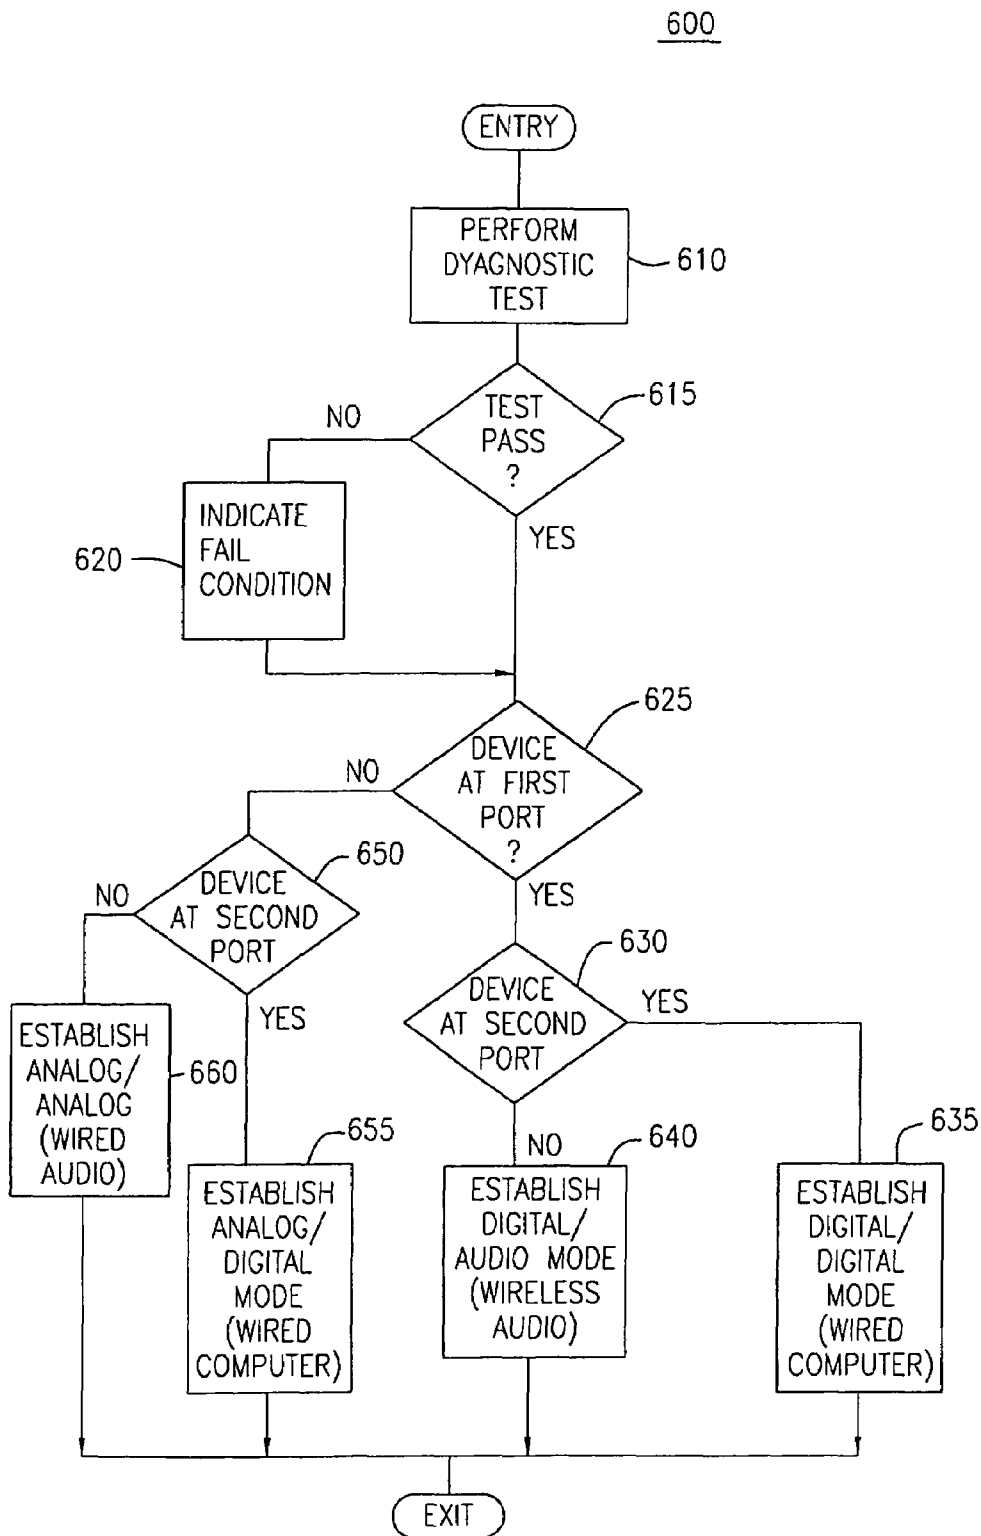 600
ENTRY
PERFORM
DYAGNOSTIC
TEST
610
TEST
PASS
?
615
NO
YES
INDICATE
FAIL
CONDITION
620
DEVICE
AT FIRST
PORT
?
625
NO
YES
DEVICE
AT SECOND
PORT
650
NO
YES
DEVICE
AT SECOND
PORT
630
YES
NO
ESTABLISH
ANALOG/
ANALOG
(WIRED
AUDIO)
660
ESTABLISH
ANALOG/
DIGITAL
MODE
(WIRED
COMPUTER)
655
ESTABLISH
DIGITAL/
AUDIO MODE
(WIRELESS
AUDIO)
640
ESTABLISH
DIGITAL/
DIGITAL
MODE
(WIRED
COMPUTER)
635
EXIT